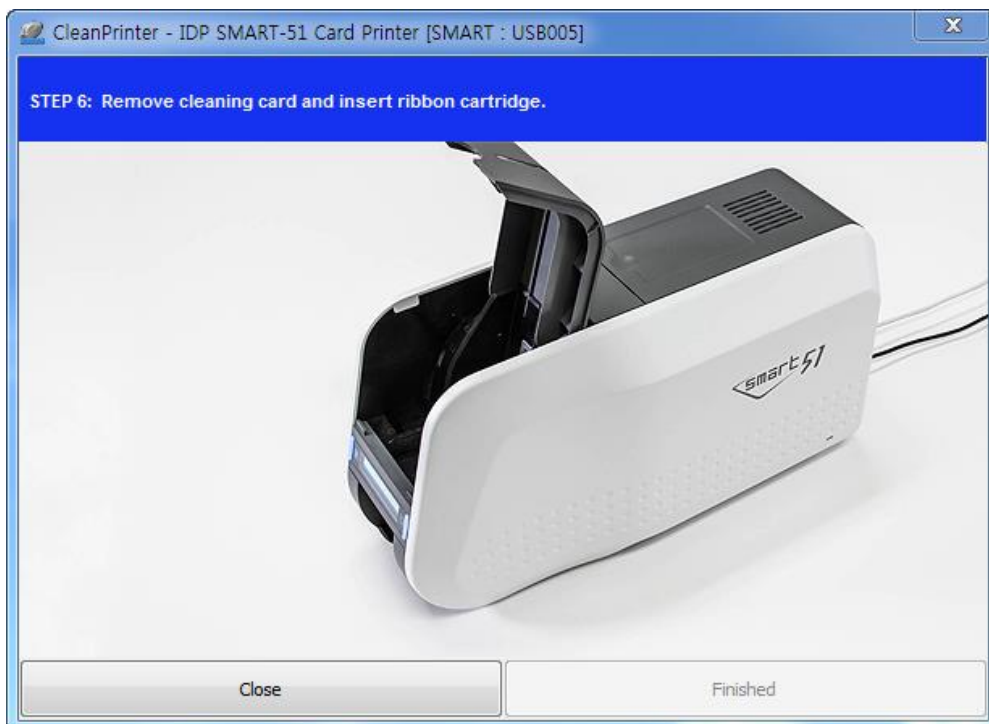 CleanPrinter - IDP SMART-51 Card Printer [SMART : USB005]
STEP 6:  Remove cleaning card and insert ribbon cartridge.
smart 51
Close
Finished